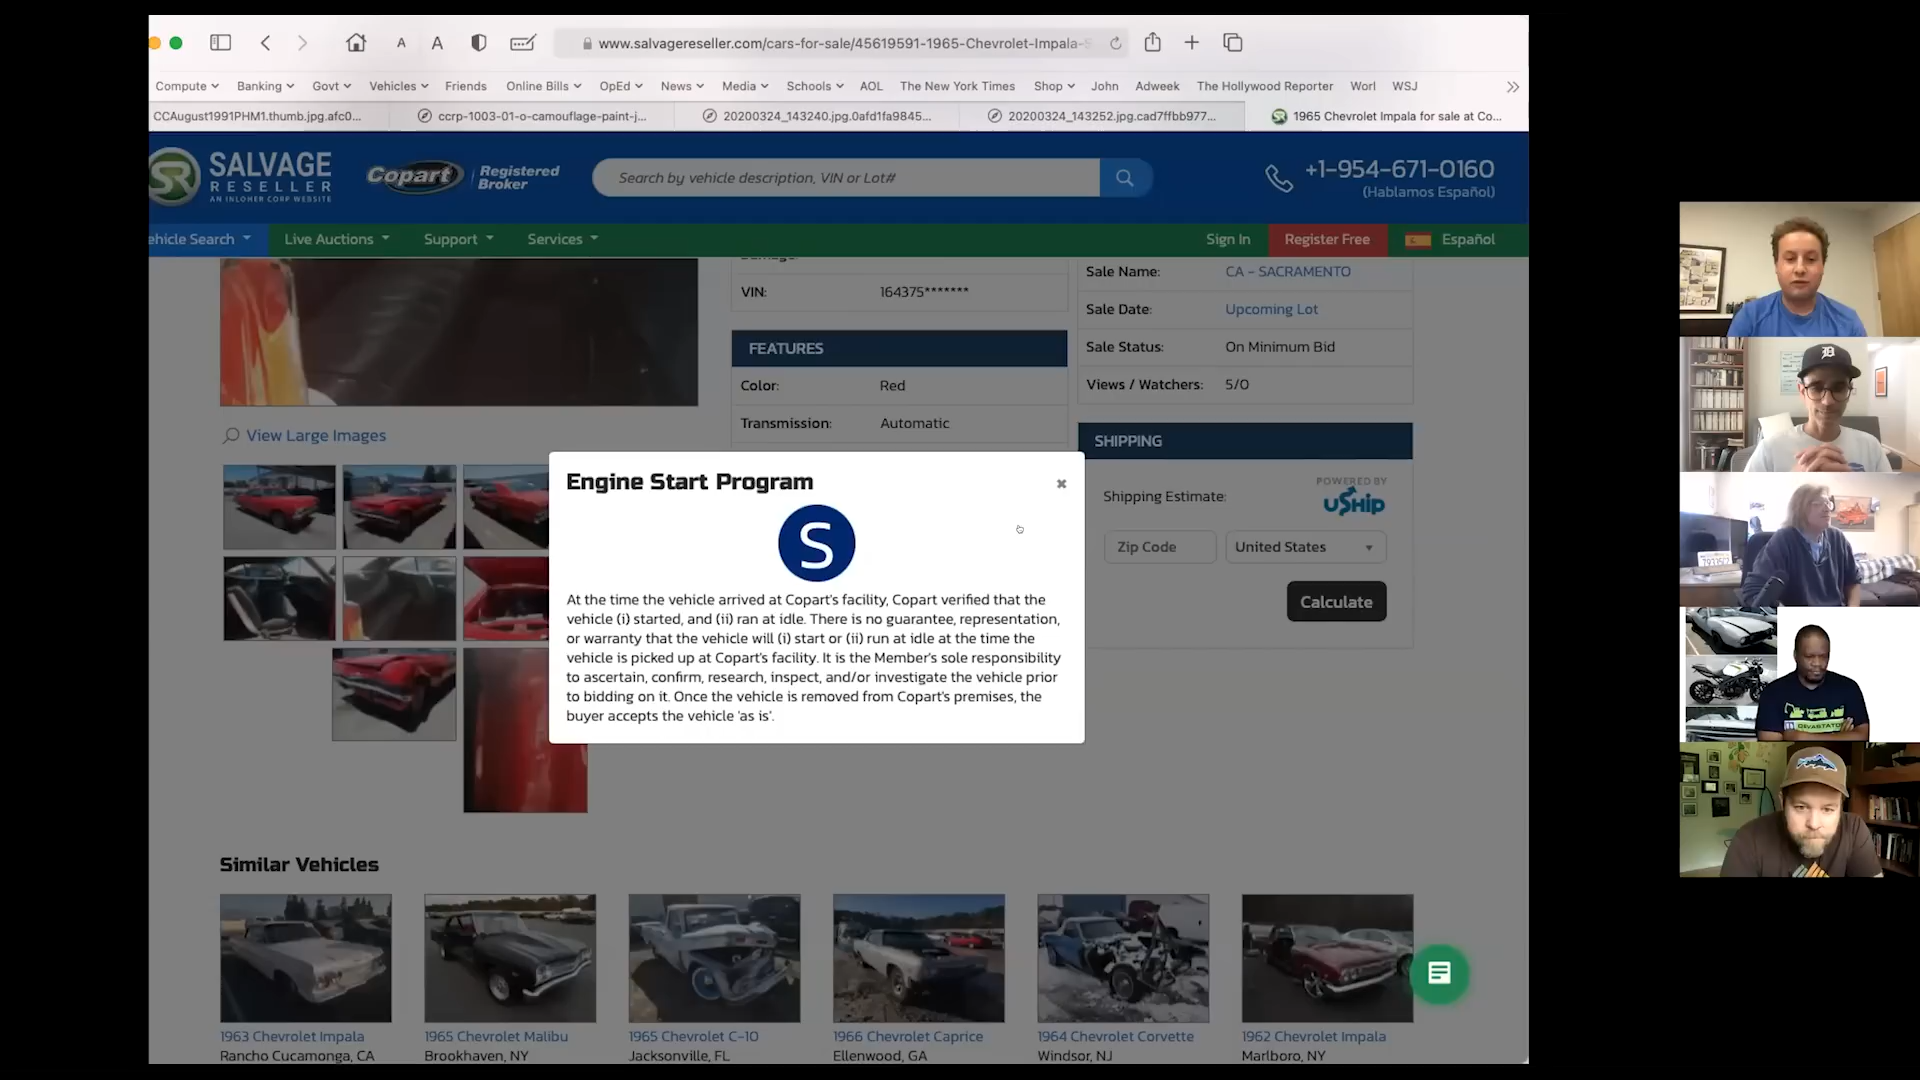 www.salvagereseller.com/cars-for-sale/45619591-1965-Chevrolet-Impala-
Compute Banking Govt Vehicles Friends Online Bills OpEd News Media Schools AOL The New York Times Shop John Adweek The Hollywood Reporter Worl WSJ
CCAugust1991PHM1.thumb.jpg.afc0... ccrp-1003-01-o-camouflage-paint-j... 20200324_143240.jpg.0afd1fa9845... 20200324_143252.jpg.cad7ffbb977... 1965 Chevrolet Impala for sale at Co...
SR SALVAGE RESELLER
AN INLOHER CORP WEBSITE
Copart Registered Broker
Search by vehicle description, VIN or Lot#
+1-954-671-0160
(Hablamos Español)
ehicle Search Live Auctions Support Services Sign In Register Free Español
Sale Name: CA - SACRAMENTO
VIN: 164375*******
Sale Date: Upcoming Lot
FEATURES
Sale Status: On Minimum Bid
Color: Red
Views / Watchers: 5/0
Transmission: Automatic
View Large Images
SHIPPING
Shipping Estimate:
POWERED BY
uShip
Zip Code
United States
Calculate
Engine Start Program
S
At the time the vehicle arrived at Copart's facility, Copart verified that the
vehicle (i) started, and (ii) ran at idle. There is no guarantee, representation,
or warranty that the vehicle will (i) start or (ii) run at idle at the time the
vehicle is picked up at Copart's facility. It is the Member's sole responsibility
to ascertain, confirm, research, inspect, and/or investigate the vehicle prior
to bidding on it. Once the vehicle is removed from Copart's premises, the
buyer accepts the vehicle 'as is'.
Similar Vehicles
1963 Chevrolet Impala
Rancho Cucamonga, CA
1965 Chevrolet Malibu
Brookhaven, NY
1965 Chevrolet C-10
Jacksonville, FL
1966 Chevrolet Caprice
Ellenwood, GA
1964 Chevrolet Corvette
Windsor, NJ
1962 Chevrolet Impala
Marlboro, NY